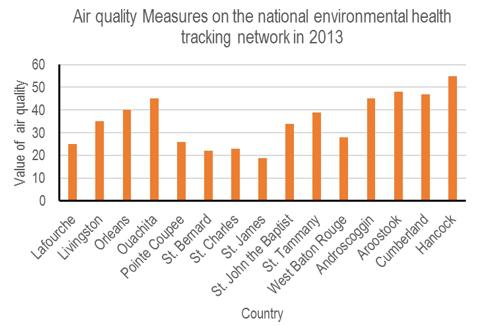 Air quality Measures on the national environmental health
tracking network in 2013
Value of air quality
60
50
40
30
20
10
0
Lafourche
Livingston
Orleans
Ouachita
Pointe Coupee
St. Bernard
St. Charles
St. James
St. John the Baptist
St. Tammany
West Baton Rouge
Androscoggin
Aroostook
Cumberland
Hancock
Country